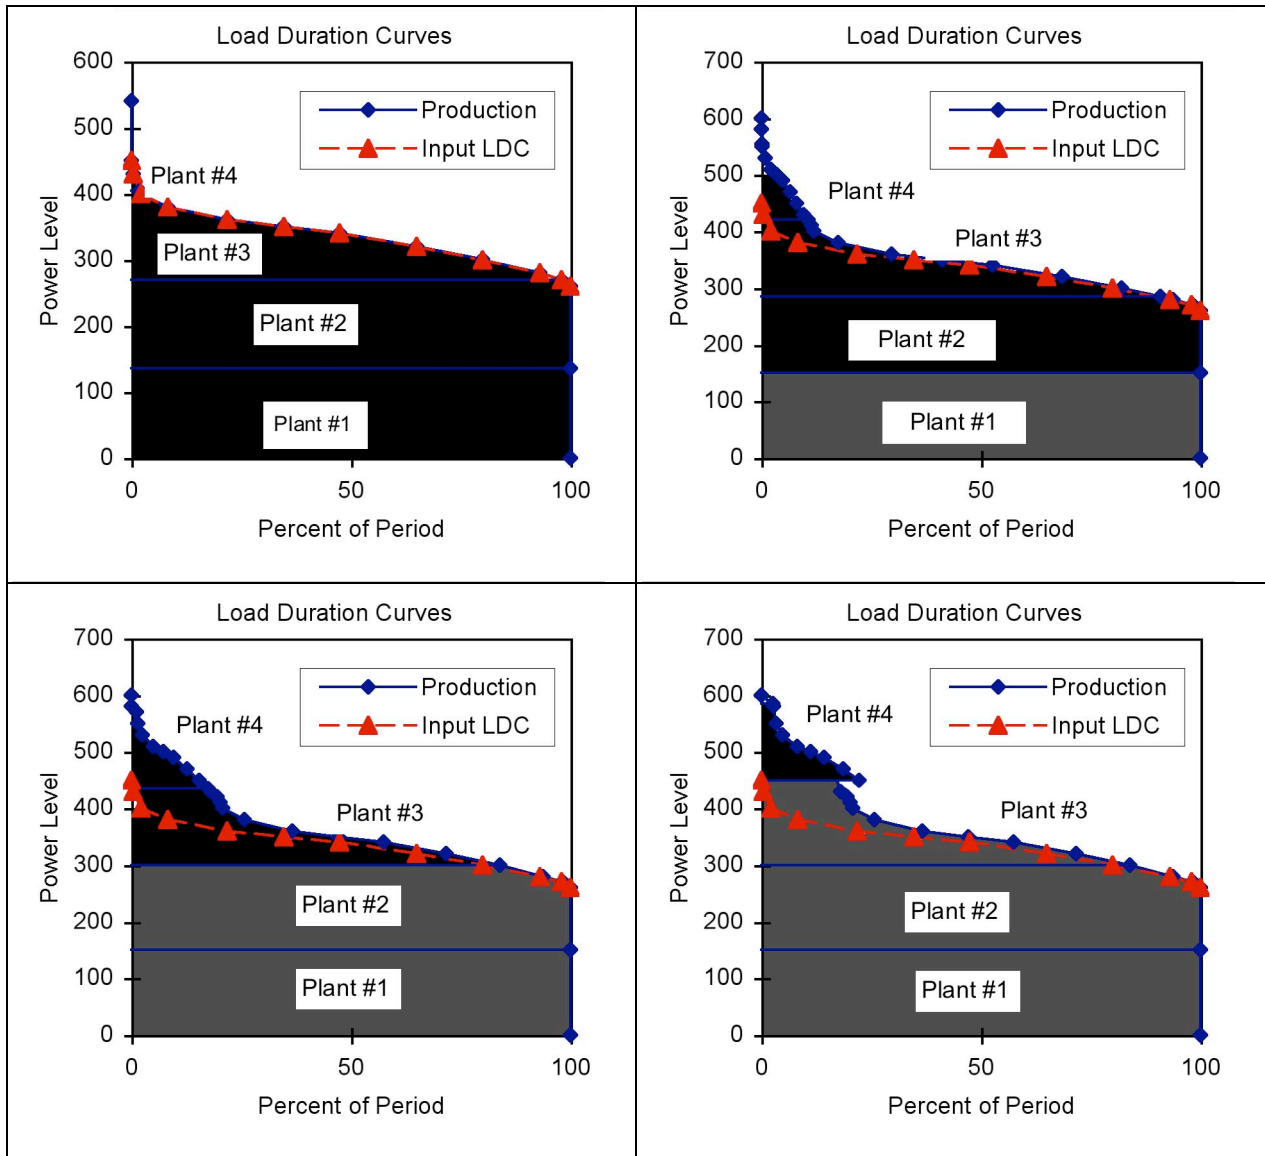 Load Duration Curves
600
500
400
300
200
100
0
Power Level
Production
Input LDC
Plant #4
Plant #3
Plant #2
Plant #1
0 50 100
Percent of Period
Load Duration Curves
700
600
500
400
300
200
100
0
Power Level
Production
Input LDC
Plant #4
Plant #3
Plant #2
Plant #1
0 50 100
Percent of Period
Load Duration Curves
700
600
500
400
300
200
100
0
Power Level
Production
Input LDC
Plant #4
Plant #3
Plant #2
Plant #1
0 50 100
Percent of Period
Load Duration Curves
700
600
500
400
300
200
100
0
Power Level
Production
Input LDC
Plant #4
Plant #3
Plant #2
Plant #1
0 50 100
Percent of Period